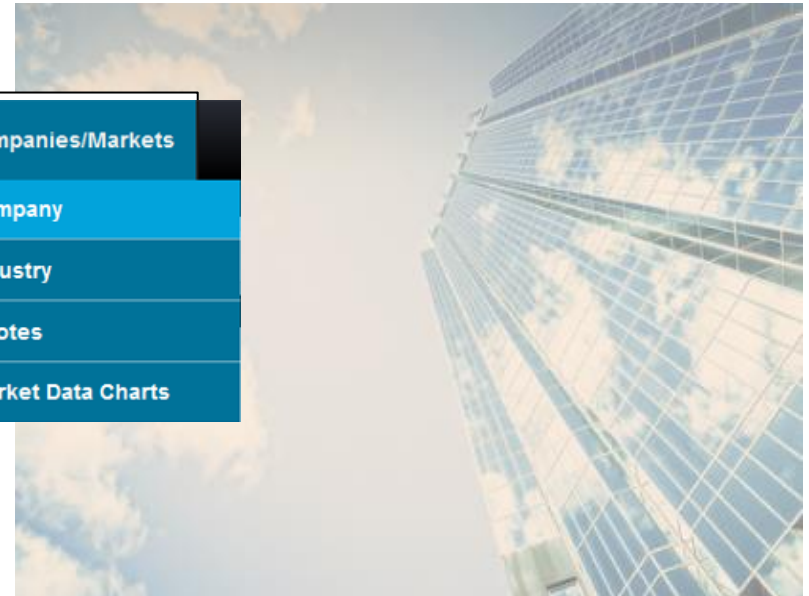 mpanies/Markets
mpany
ustry
otes
rket Data Charts